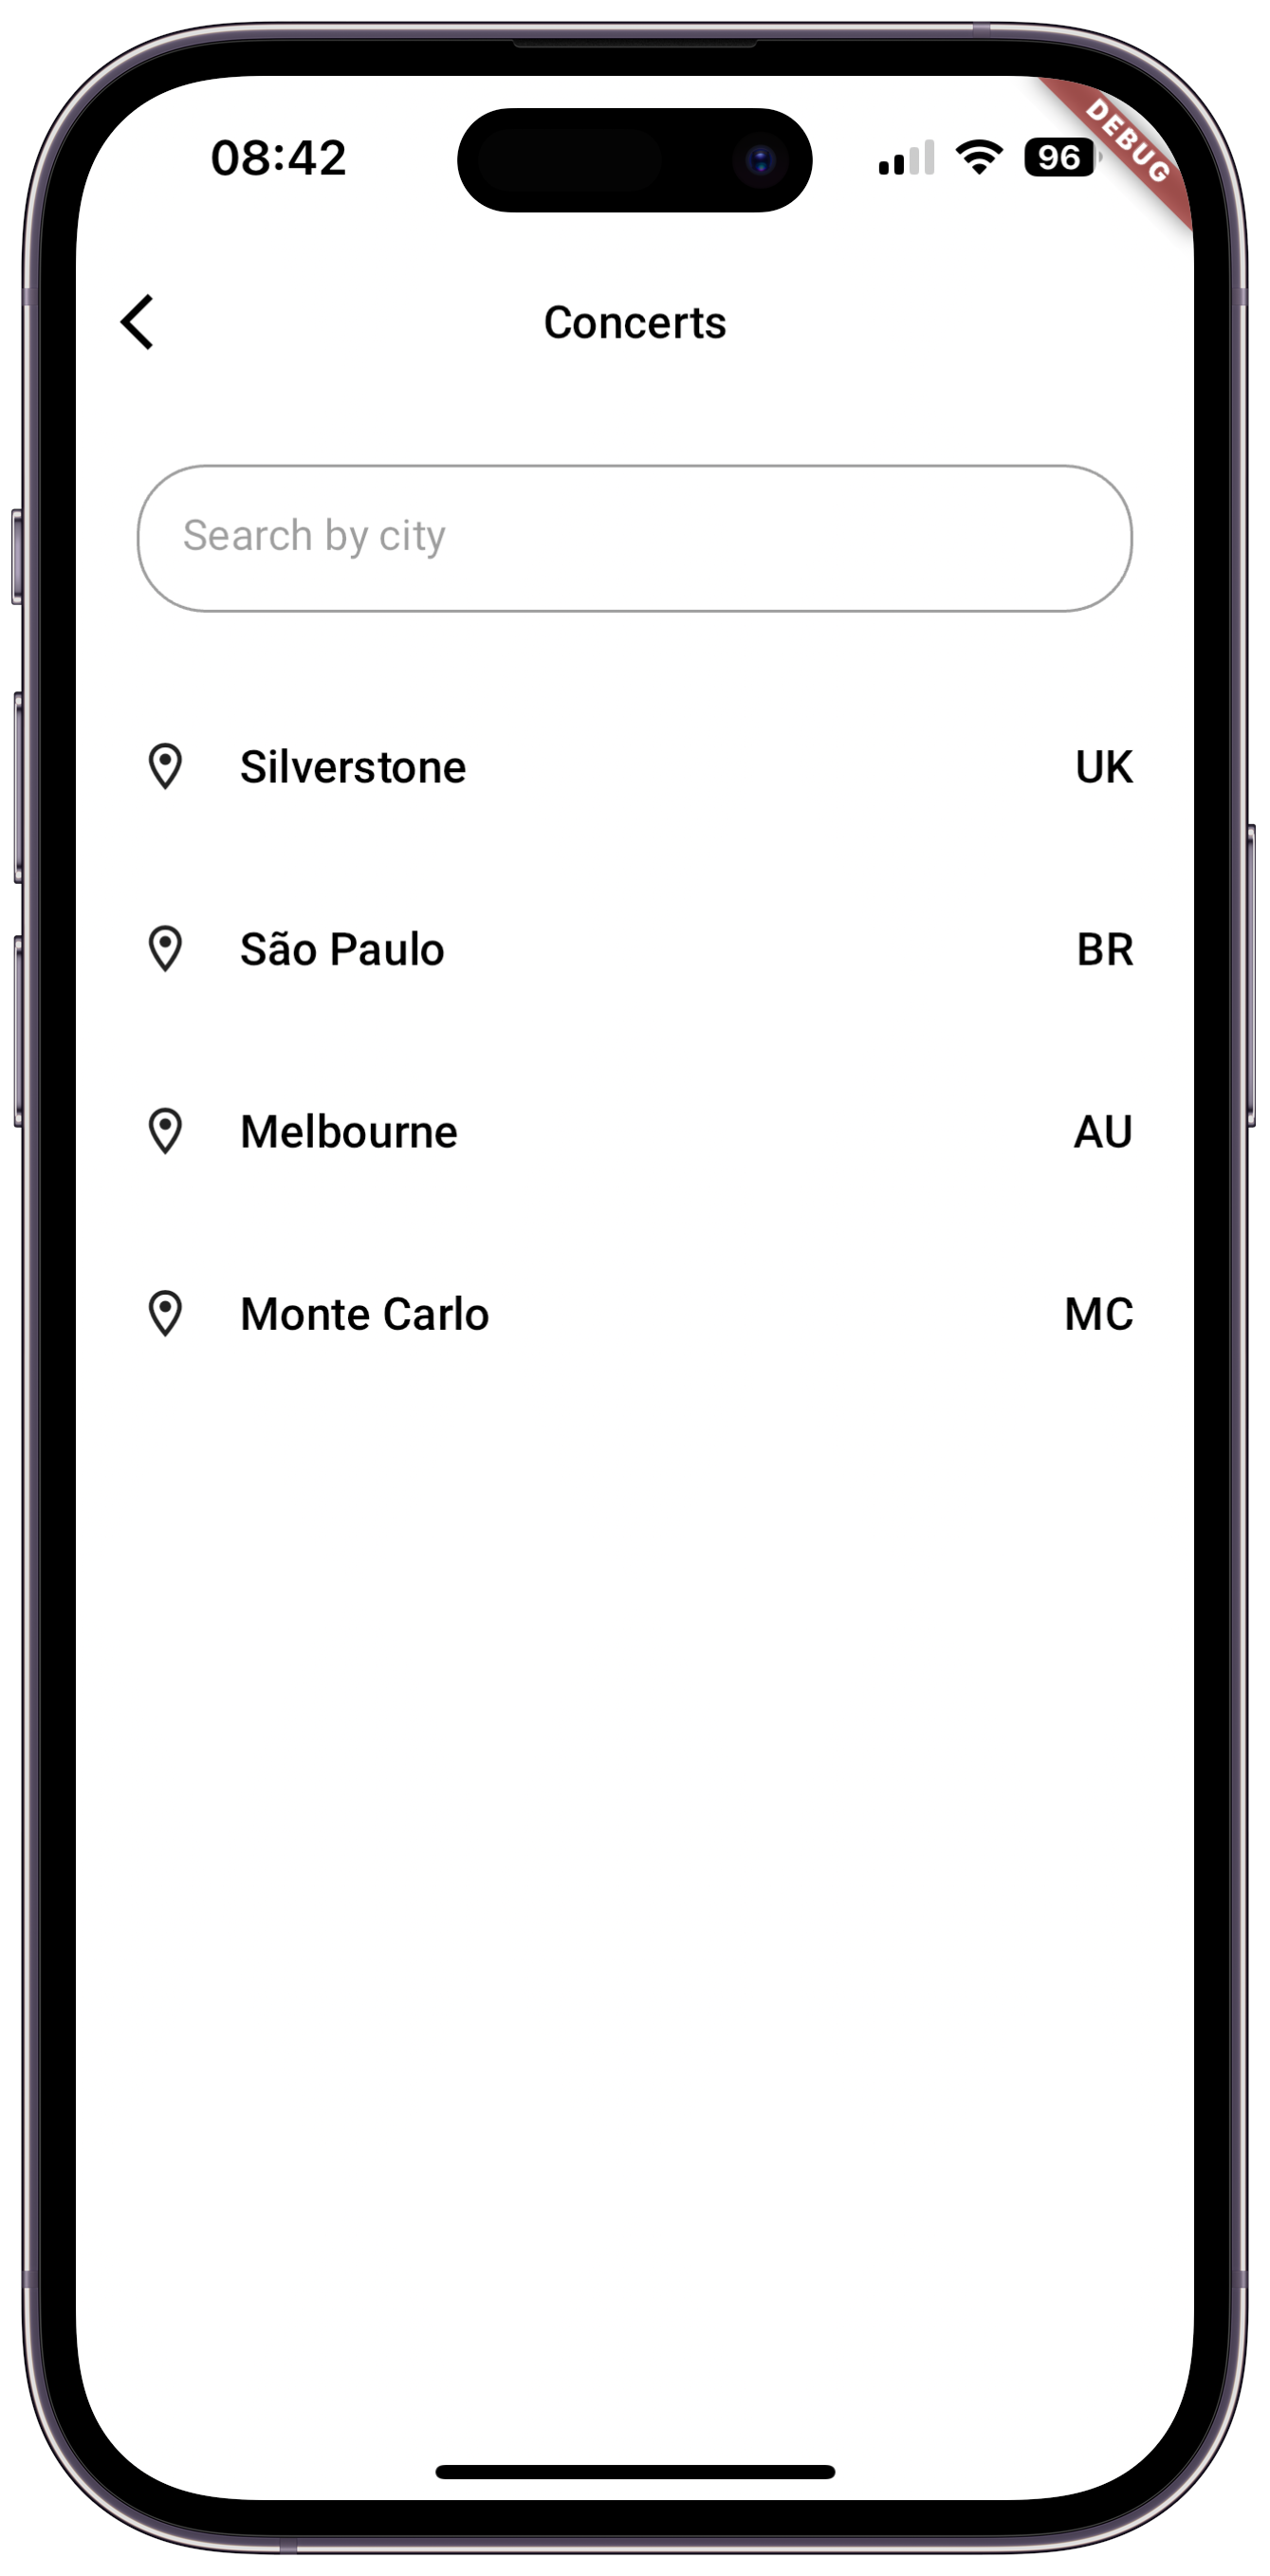 08:42
96
DEBUG
Concerts
Search by city
Silverstone UK
São Paulo BR
Melbourne AU
Monte Carlo MC